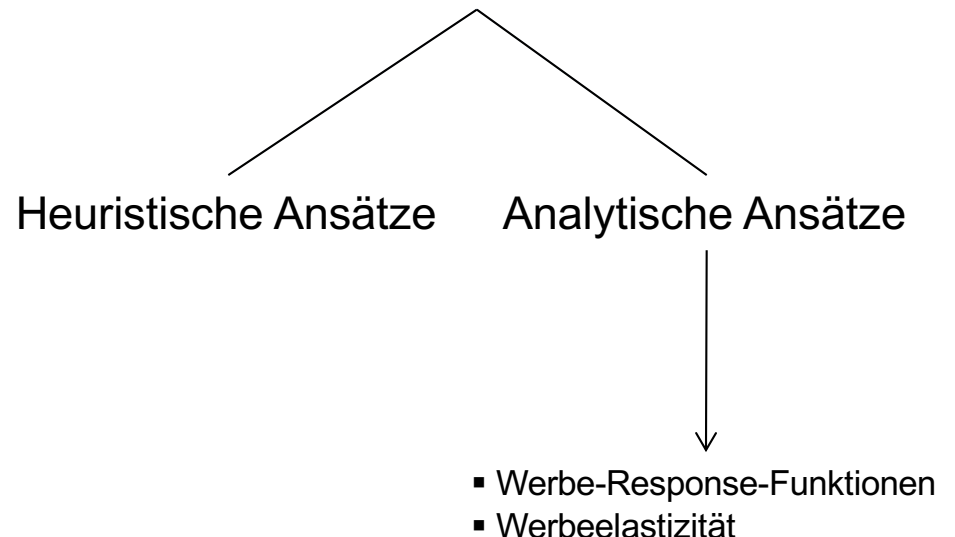 Heuristische Ansätze Analytische Ansätze
▪ Werbe-Response-Funktionen
▪ Werbeelastizität